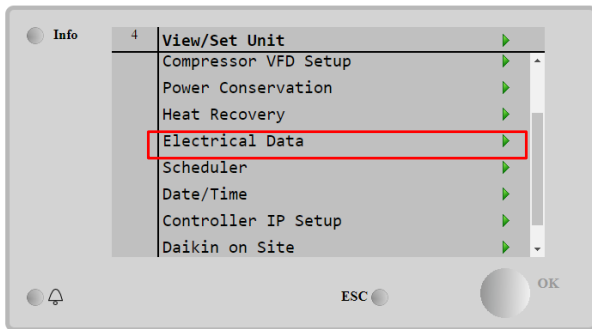 Info
4 View/Set Unit
Compressor VFD Setup
Power Conservation
Heat Recovery
Electrical Data
Scheduler
Date/Time
Controller IP Setup
Daikin on Site
ESC
OK